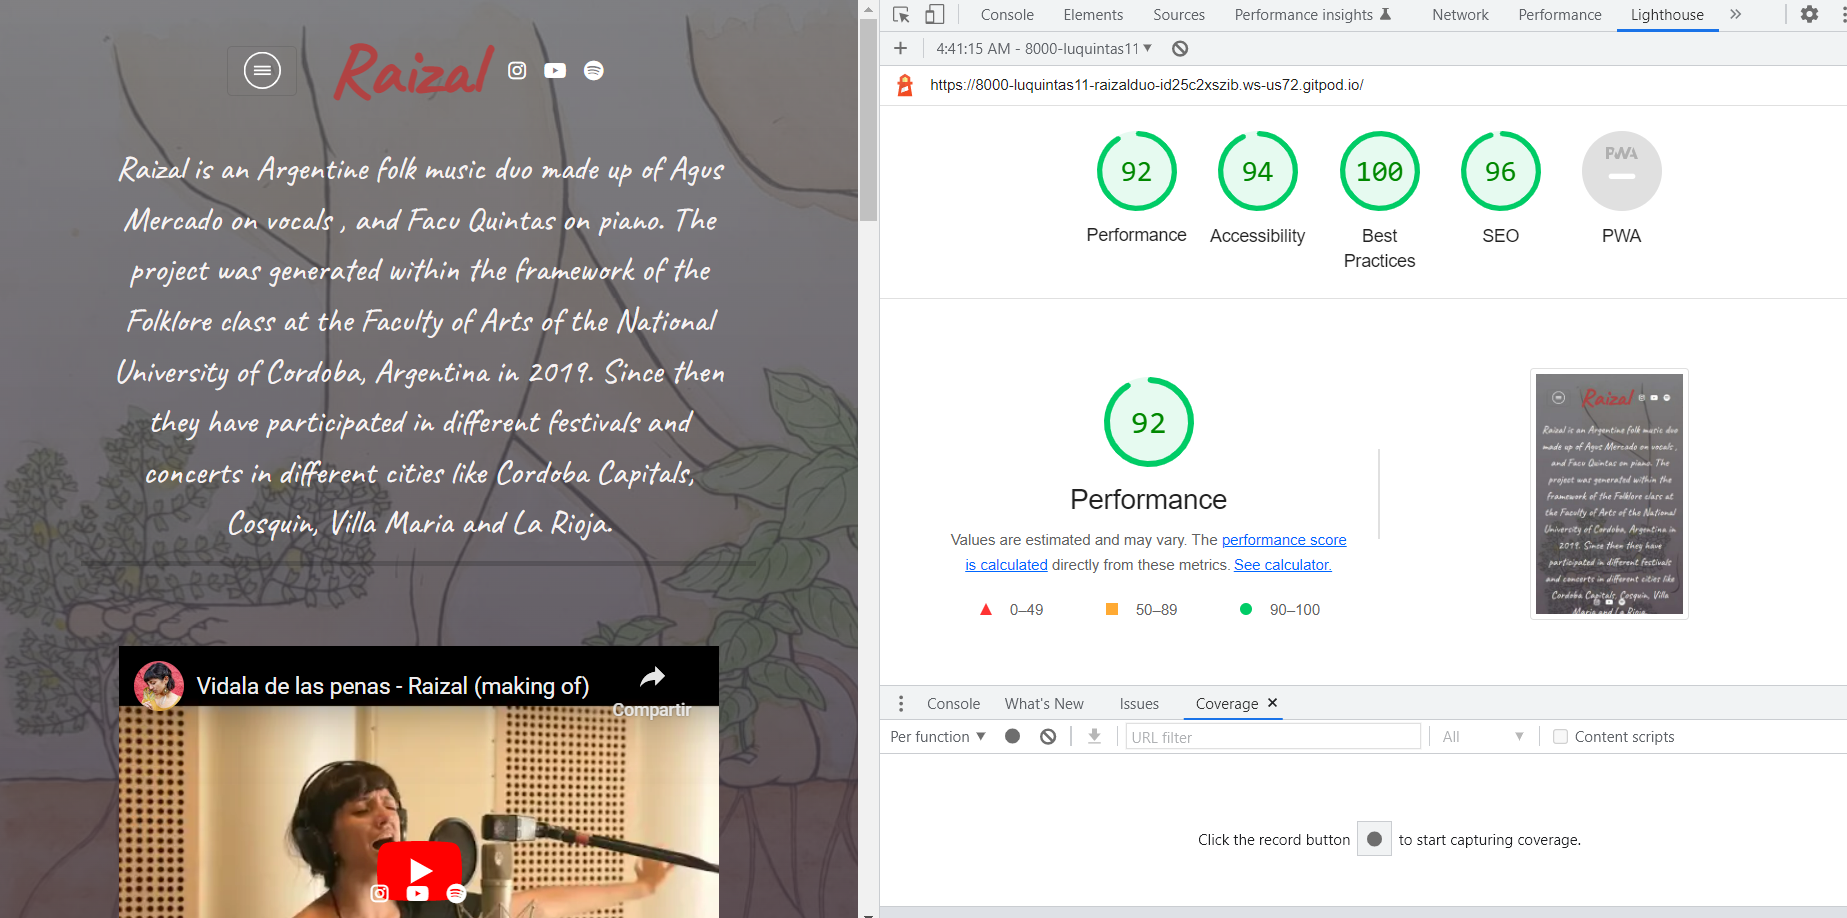 Raizal
Raizal is an Argentine folk music duo made up of Agus
Mercado on vocals , and Facu Quintas on piano. The
project was generated within the framework of the
Folklore class at the Faculty of Arts of the National
University of Cordoba, Argentina in 2019. Since then
they have participated in different festivals and
concerts in different cities like Cordoba Capitals,
Cosquin, Villa Maria and La Rioja.
Vidala de las penas - Raizal (making of)
Compartir
Console Elements Sources Performance insights Network Performance Lighthouse
4:41:15 AM - 8000-luquintas11
https://8000-luquintas11-raizalduo-id25c2xszib.ws-us72.gitpod.io/
92 94 100 96 PWA
Performance Accessibility Best Practices SEO PWA
92
Performance
Values are estimated and may vary. The performance score
is calculated directly from these metrics. See calculator.
0–49 50–89 90–100
Raizal
Raizal is an Argentine folk music duo
made up of Agus Mercado on vocals ,
and Facu Quintas on piano. The
project was generated within the
framework of the Folklore class at
the Faculty of Arts of the National
University of Cordoba, Argentina in
2019. Since then they have
participated in different festivals
and concerts in different cities like
Cordoba Capitals, Cosquin, Villa
Maria and La Rioja.
Console What's New Issues Coverage
Per function URL filter All Content scripts
Click the record button to start capturing coverage.